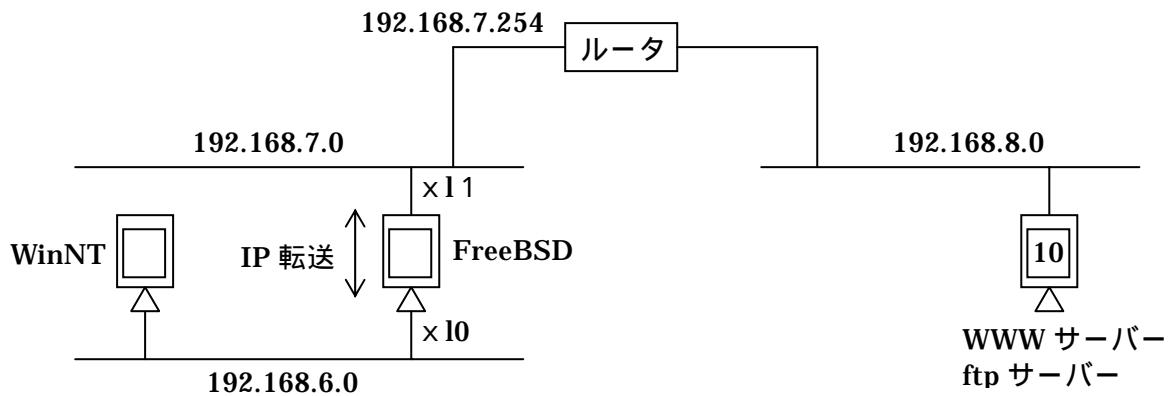 192.168.7.254
ルータ
192.168.7.0
192.168.8.0
xl1
WinNT
IP 転送
FreeBSD
10
xl0
WWW サーバー
ftp サーバー
192.168.6.0